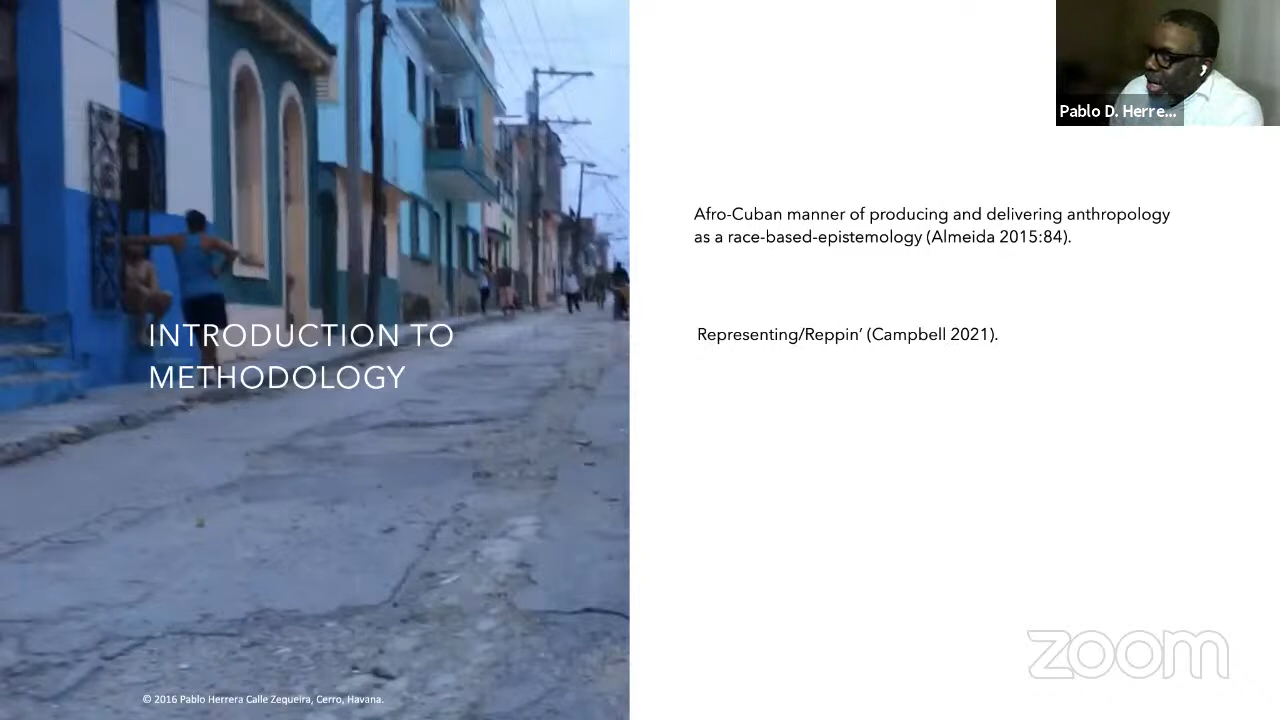 Pablo D. Herre...
Afro-Cuban manner of producing and delivering anthropology
as a race-based-epistemology (Almeida 2015:84).
Representing/Reppin’ (Campbell 2021).
INTRODUCTION TO
METHODOLOGY
© 2016 Pablo Herrera Calle Zequeira, Cerro, Havana.
zoom